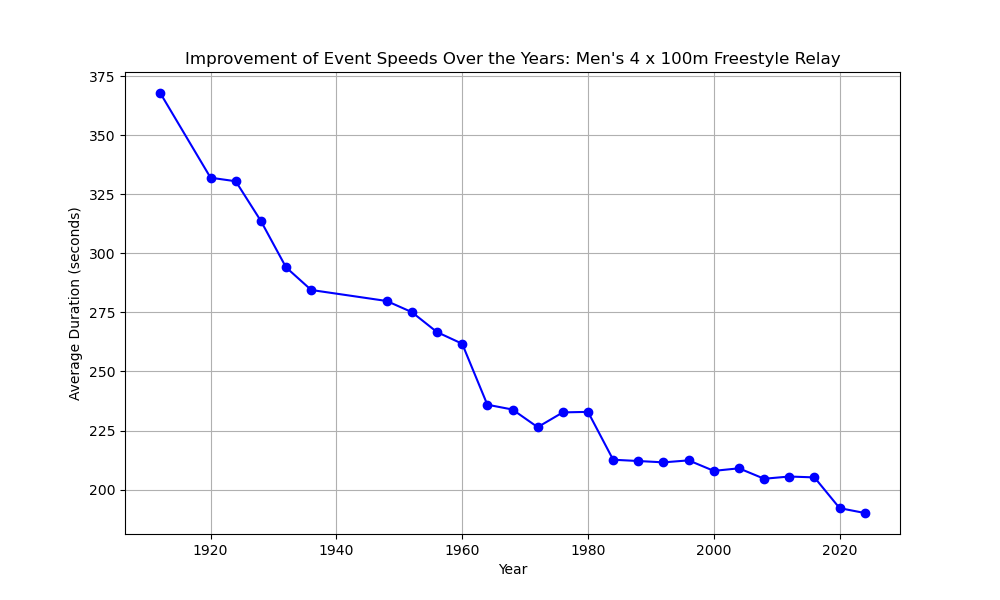 Improvement of Event Speeds Over the Years: Men's 4 x 100m Freestyle Relay
375
350
325
300
275
250
225
200
Average Duration (seconds)
1920 1940 1960 1980 2000 2020
Year